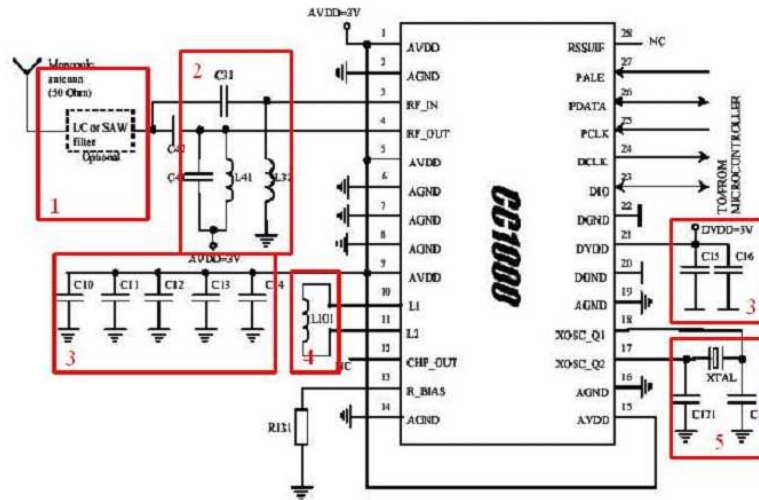 AVDD=3V
Monopole
antenn
(50 Ohm)
LC or SAW
filter
Optional
1
2
C31
C41
L41
L32
AVDD=3V
C10
C11
C12
C13
3
L101
4
NC
R131
1 AVDD
2 AGND
3 RF_IN
4 RF_OUT
5 AVDD
6 AGND
7 AGND
8 AGND
9 AVDD
10 L1
11 L2
12 CHP_OUT
13 R_BIAS
14 AGND
CC1000
28 RSSI/IF NC
27 PALE
26 PDATA
25 PCLK
24 DCLK
23 DIO
22 DGND
21 DVDD
20 DGND
19 AGND
18 XOSC_Q1
17 XOSC_Q2
16 AGND
15 AVDD
TO/FROM
MICROCONTROLLER
DVDD=3V
C15
C16
3
XTAL
C171
5